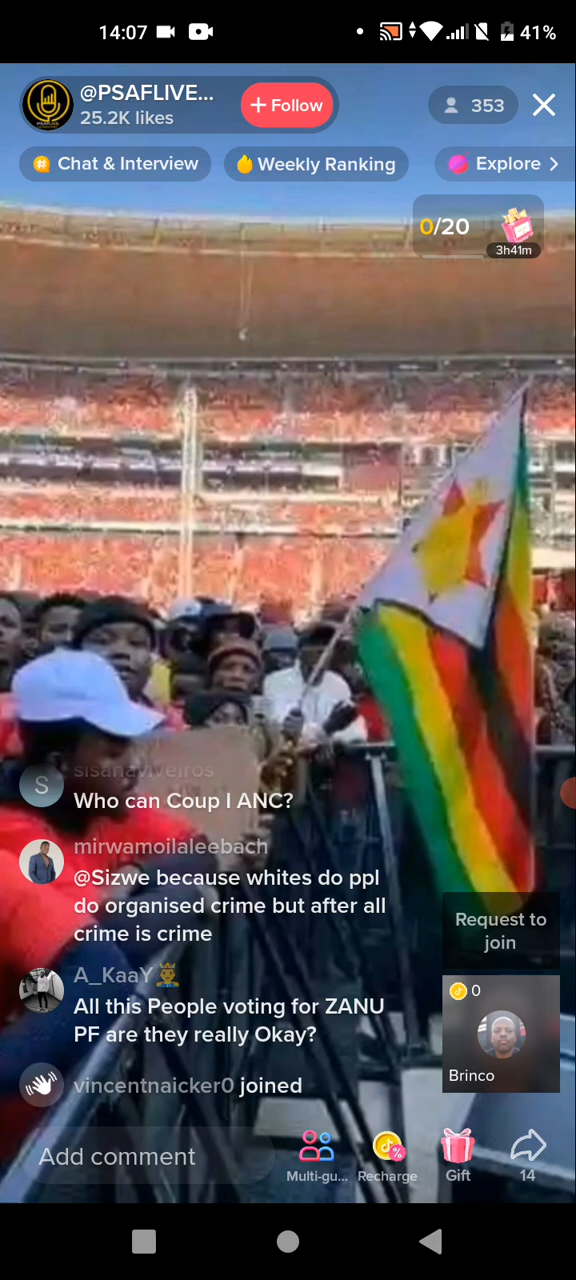 14:07
41%
@PSAFLIVE...
25.2K likes
+ Follow
353
Chat & Interview
Weekly Ranking
Explore >
0/20
3h41m
sisanaviveiros
Who can Coup I ANC?
S
mirwamoilaleebach
@Sizwe because whites do ppl
do organised crime but after all
crime is crime
A_KaaY
All this People voting for ZANU
PF are they really Okay?
vincentnaicker0 joined
Request to
join
0
Brinco
Add comment
Multi-gu...
Recharge
Gift
14